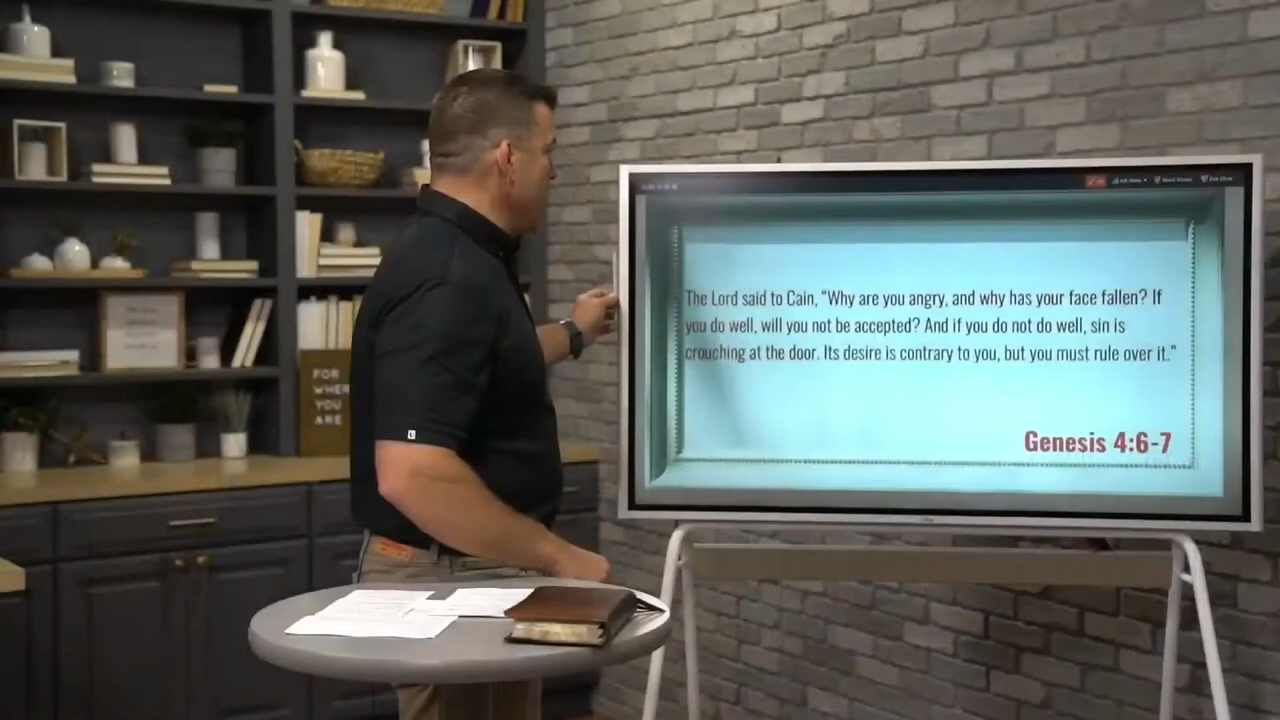 The Lord said to Cain, “Why are you angry, and why has your face fallen? If
you do well, will you not be accepted? And if you do not do well, sin is
crouching at the door. Its desire is contrary to you, but you must rule over it."
Genesis 4:6-7
FOR
WHER
YOU
ARE